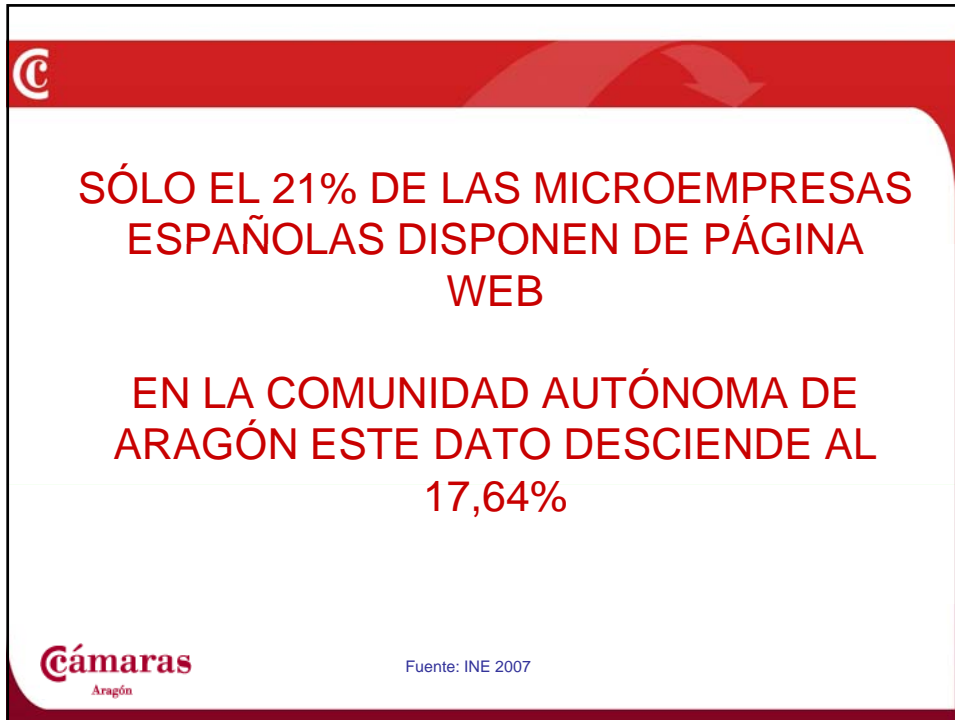 SÓLO EL 21% DE LAS MICROEMPRESAS
ESPAÑOLAS DISPONEN DE PÁGINA
WEB
EN LA COMUNIDAD AUTÓNOMA DE
ARAGÓN ESTE DATO DESCIENDE AL
17,64%
Cámaras
Aragón
Fuente: INE 2007